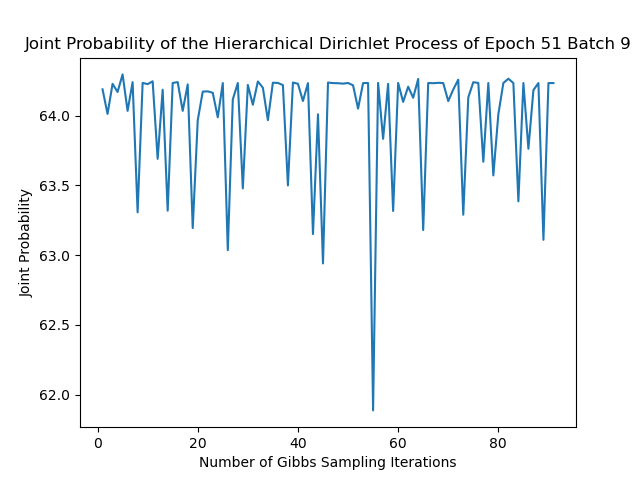 Joint Probability of the Hierarchical Dirichlet Process of Epoch 51 Batch 9
Joint Probability
64.0
63.5
63.0
62.5
62.0
0 20 40 60 80
Number of Gibbs Sampling Iterations